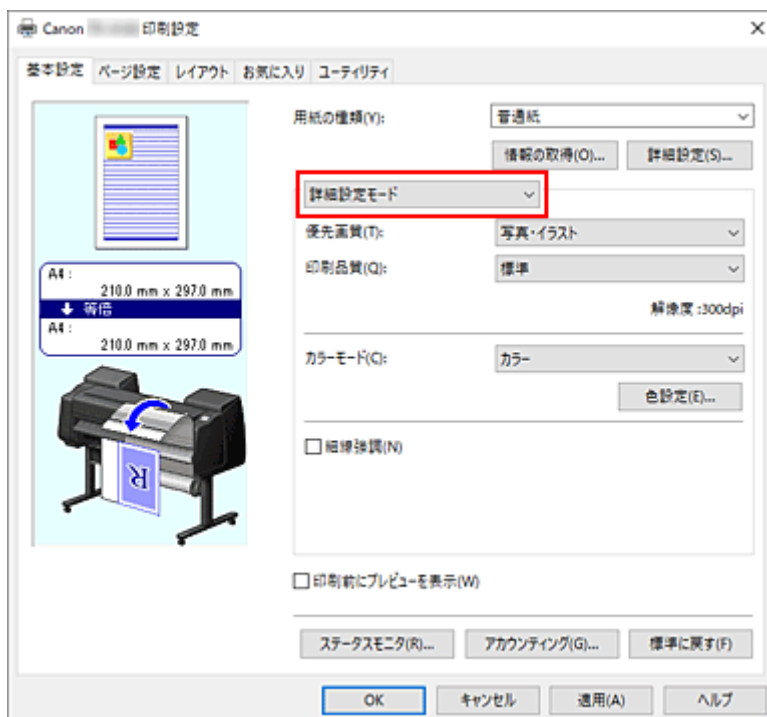 Canon 印刷設定
基本設定 ページ設定 レイアウト お気に入り ユーティリティ
用紙の種類(Y): 普通紙
情報の取得(O)... 詳細設定(S)...
詳細設定モード
優先画質(T): 写真・イラスト
印刷品質(Q): 標準
解像度 :300dpi
A4 :
210.0 mm x 297.0 mm
等倍
A4 :
210.0 mm x 297.0 mm
カラーモード(C): カラー
色設定(E)...
細線強調(N)
R
印刷前にプレビューを表示(W)
ステータスモニタ(R)... アカウンティング(G)... 標準に戻す(F)
OK キャンセル 適用(A) ヘルプ